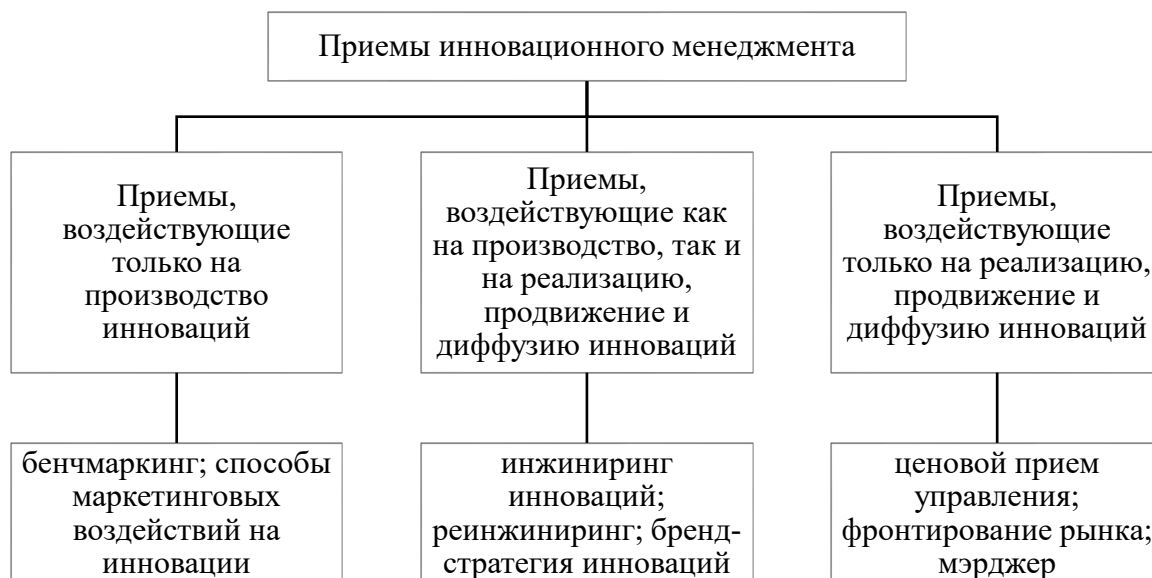 Приемы инновационного менеджмента
Приемы,
воздействующие
только на
производство
инноваций
Приемы,
воздействующие как
на производство, так и
на реализацию,
продвижение и
диффузию инноваций
Приемы,
воздействующие
только на реализацию,
продвижение и
диффузию инноваций
бенчмаркинг; способы
маркетинговых
воздействий на
инновации
инжиниринг
инноваций;
реинжиниринг; бренд-
стратегия инноваций
ценовой прием
управления;
фронтирование рынка;
мэрджер